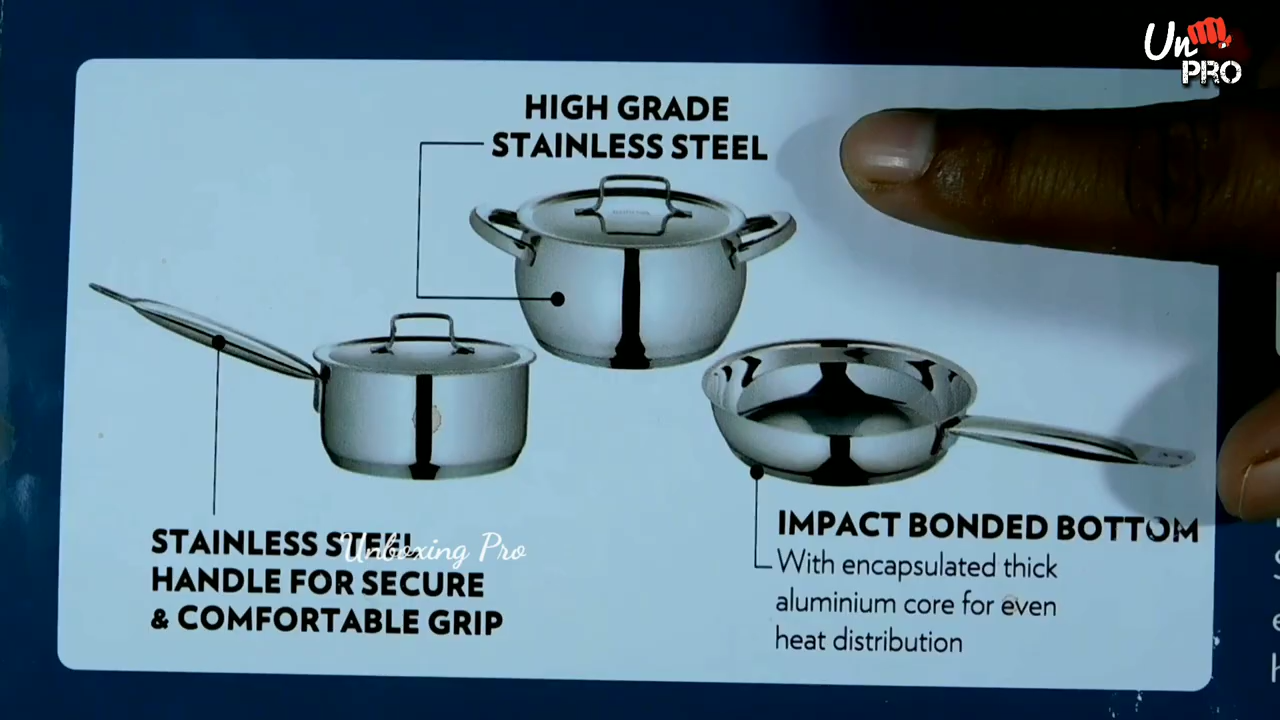 Un
PRO
HIGH GRADE
STAINLESS STEEL
STAINLESS STEEL
HANDLE FOR SECURE
& COMFORTABLE GRIP
Unboxing Pro
IMPACT BONDED BOTTOM
With encapsulated thick
aluminium core for even
heat distribution